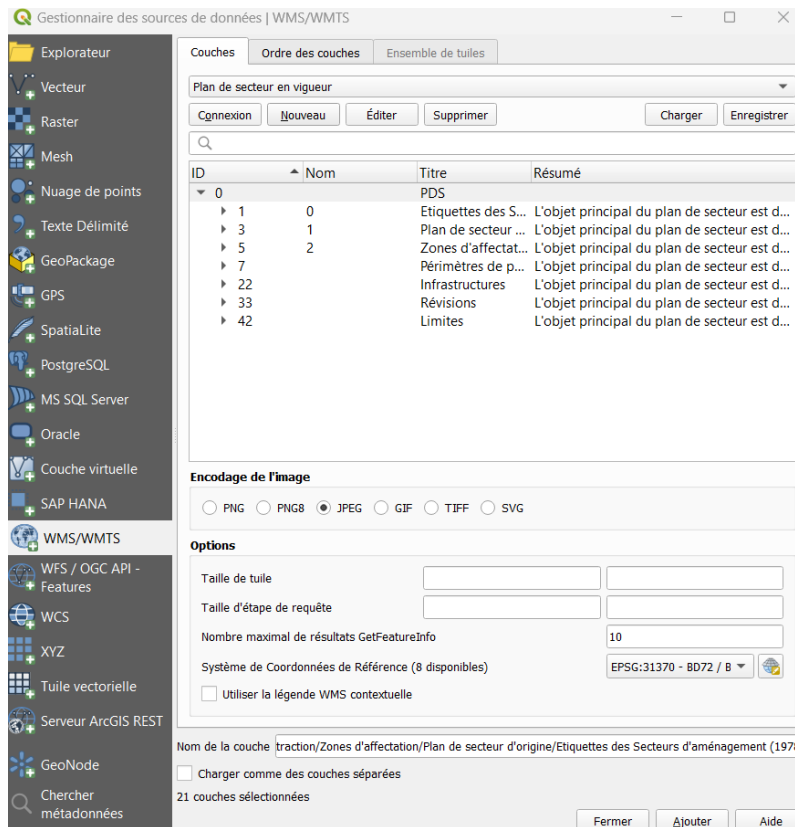 Gestionnaire des sources de données | WMS/WMTS
Explorateur
Vecteur
Raster
Mesh
Nuage de points
Texte Délimité
GeoPackage
GPS
SpatiaLite
PostgreSQL
MS SQL Server
Oracle
Couche virtuelle
SAP HANA
WMS/WMTS
WFS / OGC API -
Features
WCS
XYZ
Tuile vectorielle
Serveur ArcGIS REST
GeoNode
Chercher
métadonnées
Couches Ordre des couches Ensemble de tuiles
Plan de secteur en vigueur
Connexion Nouveau Éditer Supprimer Charger Enregistrer
ID Nom Titre Résumé
0 PDS
1 0 Etiquettes des S... L'objet principal du plan de secteur est d...
3 1 Plan de secteur ... L'objet principal du plan de secteur est d...
5 2 Zones d'affectat... L'objet principal du plan de secteur est d...
7 Périmètres de p... L'objet principal du plan de secteur est d...
22 Infrastructures L'objet principal du plan de secteur est d...
33 Révisions L'objet principal du plan de secteur est d...
42 Limites L'objet principal du plan de secteur est d...
Encodage de l'image
PNG PNG8 JPEG GIF TIFF SVG
Options
Taille de tuile
Taille d'étape de requête
Nombre maximal de résultats GetFeatureInfo 10
Système de Coordonnées de Référence (8 disponibles) EPSG:31370 - BD72 / B
Utiliser la légende WMS contextuelle
Nom de la couche traction/Zones d'affectation/Plan de secteur d'origine/Etiquettes des Secteurs d'aménagement (1978
Charger comme des couches séparées
21 couches sélectionnées
Fermer Ajouter Aide